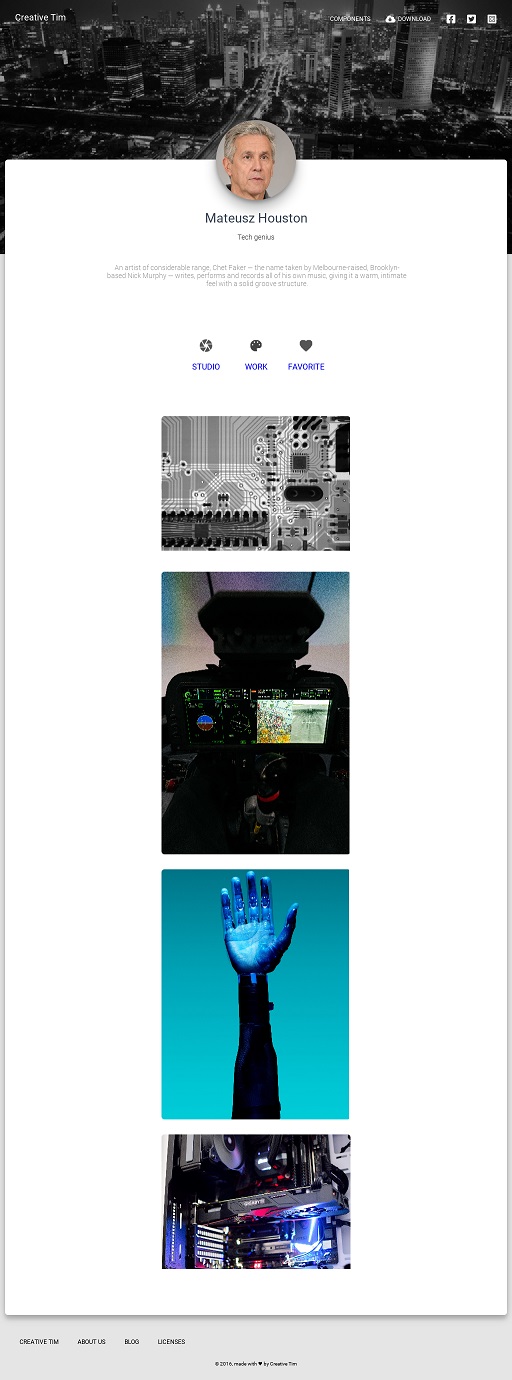 Creative Tim
COMPONENTS
DOWNLOAD
Mateusz Houston
Tech genius
An artist of considerable range, Chet Faker — the name taken by Melbourne-raised, Brooklyn-
based Nick Murphy — writes, performs and records all of his own music, giving it a warm, intimate
feel with a solid groove structure.
STUDIO
WORK
FAVORITE
GIGABYTE
CREATIVE TIM
ABOUT US
BLOG
LICENSES
© 2016, made with ♥ by Creative Tim